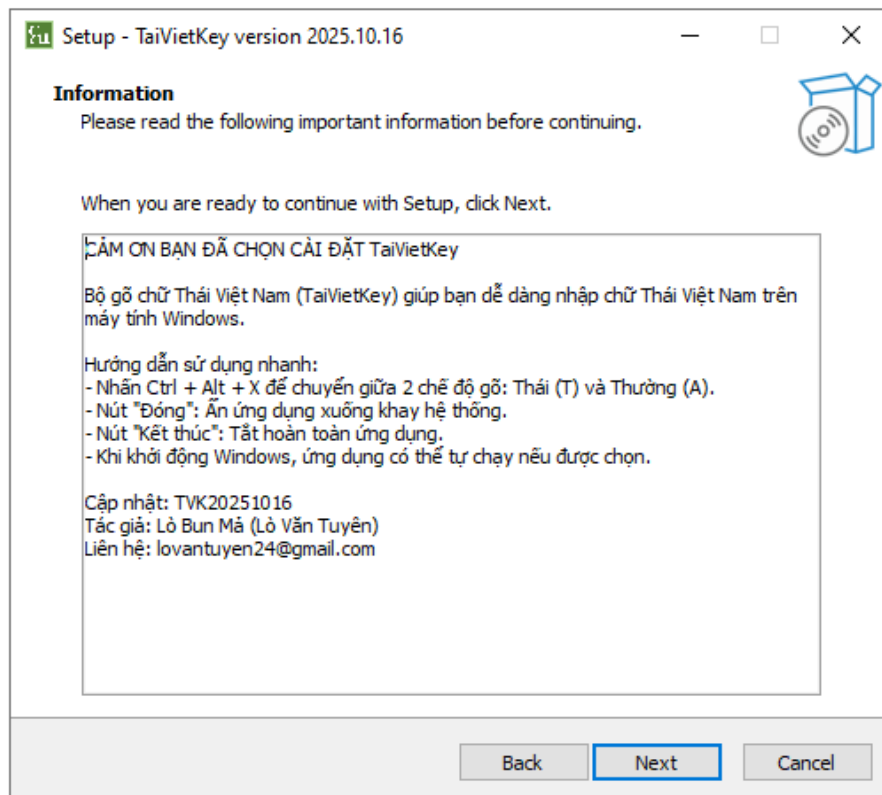 Setup - TaiVietKey version 2025.10.16
Information
Please read the following important information before continuing.
When you are ready to continue with Setup, click Next.
CẢM ƠN BẠN ĐÃ CHỌN CÀI ĐẶT TaiVietKey
Bộ gõ chữ Thái Việt Nam (TaiVietKey) giúp bạn dễ dàng nhập chữ Thái Việt Nam trên
máy tính Windows.
Hướng dẫn sử dụng nhanh:
- Nhấn Ctrl + Alt + X để chuyển giữa 2 chế độ gõ: Thái (T) và Thường (A).
- Nút "Đóng": Ẩn ứng dụng xuống khay hệ thống.
- Nút "Kết thúc": Tắt hoàn toàn ứng dụng.
- Khi khởi động Windows, ứng dụng có thể tự chạy nếu được chọn.
Cập nhật: TVK20251016
Tác giả: Lò Bun Mả (Lò Văn Tuyên)
Liên hệ: lovantuyen24@gmail.com
Back
Next
Cancel